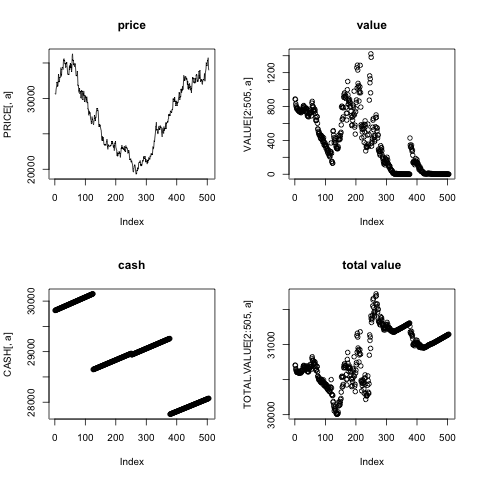 price
PRICE[, a]
20000 30000
0 100 200 300 400 500
Index
value
VALUE[2:505, a]
0 400 800 1200
0 100 200 300 400 500
Index
cash
CASH[, a]
28000 29000 30000
0 100 200 300 400 500
Index
total value
TOTAL.VALUE[2:505, a]
30000 31000
0 100 200 300 400 500
Index